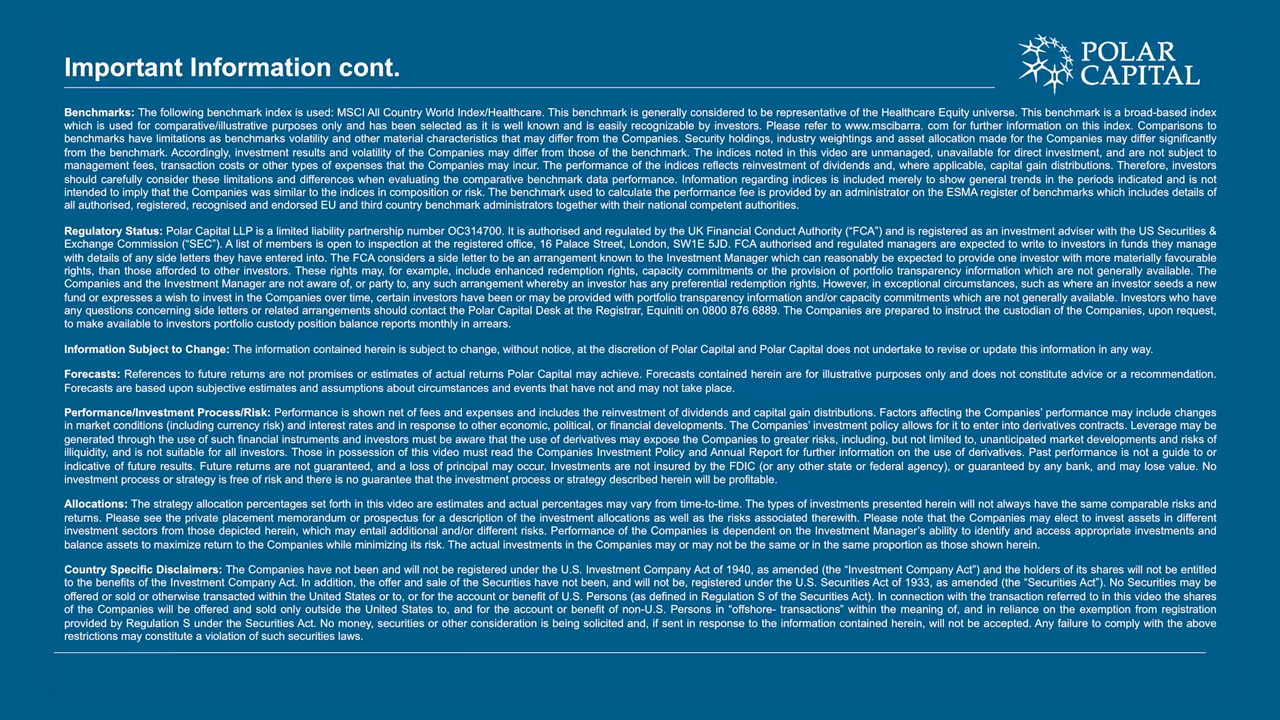 Important Information cont.
POLAR
CAPITAL
Benchmarks: The following benchmark index is used: MSCI All Country World Index/Healthcare. This benchmark is generally considered to be representative of the Healthcare Equity universe. This benchmark is a broad-based index
which is used for comparative/illustrative purposes only and has been selected as it is well known and is easily recognizable by investors. Please refer to www.mscibarra. com for further information on this index. Comparisons to
benchmarks have limitations as benchmarks volatility and other material characteristics that may differ from the Companies. Security holdings, industry weightings and asset allocation made for the Companies may differ significantly
from the benchmark. Accordingly, investment results and volatility of the Companies may differ from those of the benchmark. The indices noted in this video are unmanaged, unavailable for direct investment, and are not subject to
management fees, transaction costs or other types of expenses that the Companies may incur. The performance of the indices reflects reinvestment of dividends and, where applicable, capital gain distributions. Therefore, investors
should carefully consider these limitations and differences when evaluating the comparative benchmark data performance. Information regarding indices is included merely to show general trends in the periods indicated and is not
intended to imply that the Companies was similar to the indices in composition or risk. The benchmark used to calculate the performance fee is provided by an administrator on the ESMA register of benchmarks which includes details of
all authorised, registered, recognised and endorsed EU and third country benchmark administrators together with their national competent authorities.
Regulatory Status: Polar Capital LLP is a limited liability partnership number OC314700. It is authorised and regulated by the UK Financial Conduct Authority (“FCA”) and is registered as an investment adviser with the US Securities &
Exchange Commission (“SEC”). A list of members is open to inspection at the registered office, 16 Palace Street, London, SW1E 5JD. FCA authorised and regulated managers are expected to write to investors in funds they manage
with details of any side letters they have entered into. The FCA considers a side letter to be an arrangement known to the Investment Manager which can reasonably be expected to provide one investor with more materially favourable
rights, than those afforded to other investors. These rights may, for example, include enhanced redemption rights, capacity commitments or the provision of portfolio transparency information which are not generally available. The
Companies and the Investment Manager are not aware of, or party to, any such arrangement whereby an investor has any preferential redemption rights. However, in exceptional circumstances, such as where an investor seeds a new
fund or expresses a wish to invest in the Companies over time, certain investors have been or may be provided with portfolio transparency information and/or capacity commitments which are not generally available. Investors who have
any questions concerning side letters or related arrangements should contact the Polar Capital Desk at the Registrar, Equiniti on 0800 876 6889. The Companies are prepared to instruct the custodian of the Companies, upon request,
to make available to investors portfolio custody position balance reports monthly in arrears.
Information Subject to Change: The information contained herein is subject to change, without notice, at the discretion of Polar Capital and Polar Capital does not undertake to revise or update this information in any way.
Forecasts: References to future returns are not promises or estimates of actual returns Polar Capital may achieve. Forecasts contained herein are for illustrative purposes only and does not constitute advice or a recommendation.
Forecasts are based upon subjective estimates and assumptions about circumstances and events that have not and may not take place.
Performance/Investment Process/Risk: Performance is shown net of fees and expenses and includes the reinvestment of dividends and capital gain distributions. Factors affecting the Companies’ performance may include changes
in market conditions (including currency risk) and interest rates and in response to other economic, political, or financial developments. The Companies’ investment policy allows for it to enter into derivatives contracts. Leverage may be
generated through the use of such financial instruments and investors must be aware that the use of derivatives may expose the Companies to greater risks, including, but not limited to, unanticipated market developments and risks of
illiquidity, and is not suitable for all investors. Those in possession of this video must read the Companies Investment Policy and Annual Report for further information on the use of derivatives. Past performance is not a guide to or
indicative of future results. Future returns are not guaranteed, and a loss of principal may occur. Investments are not insured by the FDIC (or any other state or federal agency), or guaranteed by any bank, and may lose value. No
investment process or strategy is free of risk and there is no guarantee that the investment process or strategy described herein will be profitable.
Allocations: The strategy allocation percentages set forth in this video are estimates and actual percentages may vary from time-to-time. The types of investments presented herein will not always have the same comparable risks and
returns. Please see the private placement memorandum or prospectus for a description of the investment allocations as well as the risks associated therewith. Please note that the Companies may elect to invest assets in different
investment sectors from those depicted herein, which may entail additional and/or different risks. Performance of the Companies is dependent on the Investment Manager’s ability to identify and access appropriate investments and
balance assets to maximize return to the Companies while minimizing its risk. The actual investments in the Companies may or may not be the same or in the same proportion as those shown herein.
Country Specific Disclaimers: The Companies have not been and will not be registered under the U.S. Investment Company Act of 1940, as amended (the “Investment Company Act”) and the holders of its shares will not be entitled
to the benefits of the Investment Company Act. In addition, the offer and sale of the Securities have not been, and will not be, registered under the U.S. Securities Act of 1933, as amended (the “Securities Act”). No Securities may be
offered or sold or otherwise transacted within the United States or to, or for the account or benefit of U.S. Persons (as defined in Regulation S of the Securities Act). In connection with the transaction referred to in this video the shares
of the Companies will be offered and sold only outside the United States to, and for the account or benefit of non-U.S. Persons in “offshore- transactions” within the meaning of, and in reliance on the exemption from registration
provided by Regulation S under the Securities Act. No money, securities or other consideration is being solicited and, if sent in response to the information contained herein, will not be accepted. Any failure to comply with the above
restrictions may constitute a violation of such securities laws.